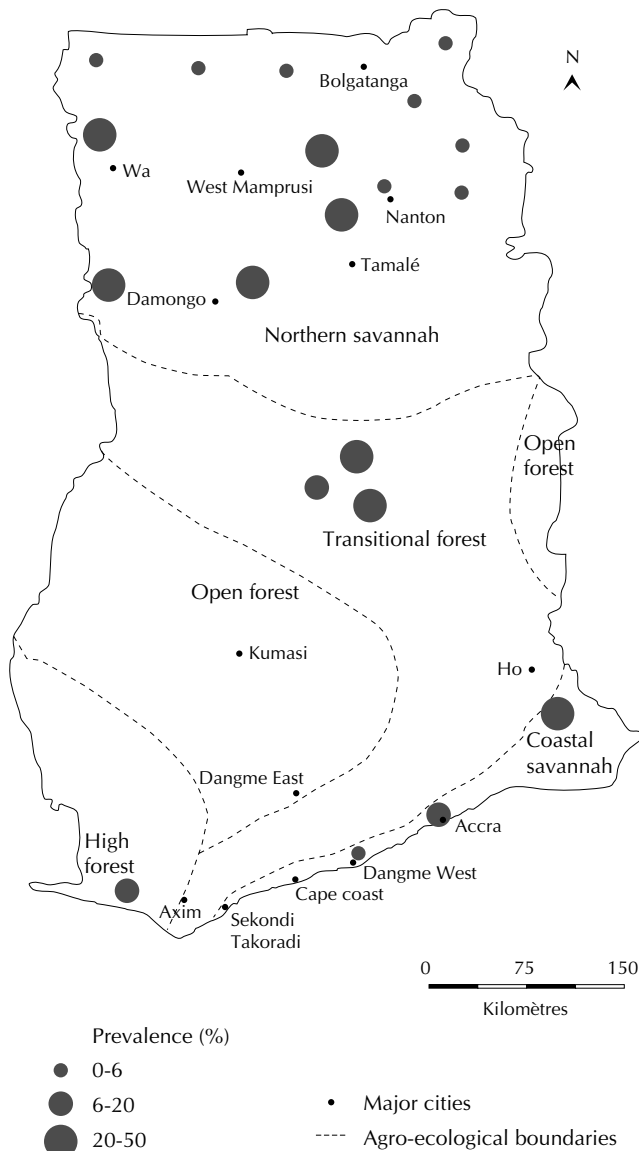 N
Bolgatanga
Wa
West Mamprusi
Nanton
Tamalé
Damongo
Northern savannah
Open
forest
Transitional forest
Open forest
Kumasi
Ho
Coastal
savannah
Dangme East
Accra
High
forest
Dangme West
Cape coast
Axim
Sekondi
Takoradi
0 75 150
Kilomètres
Prevalence (%)
0-6
6-20
20-50
Major cities
Agro-ecological boundaries